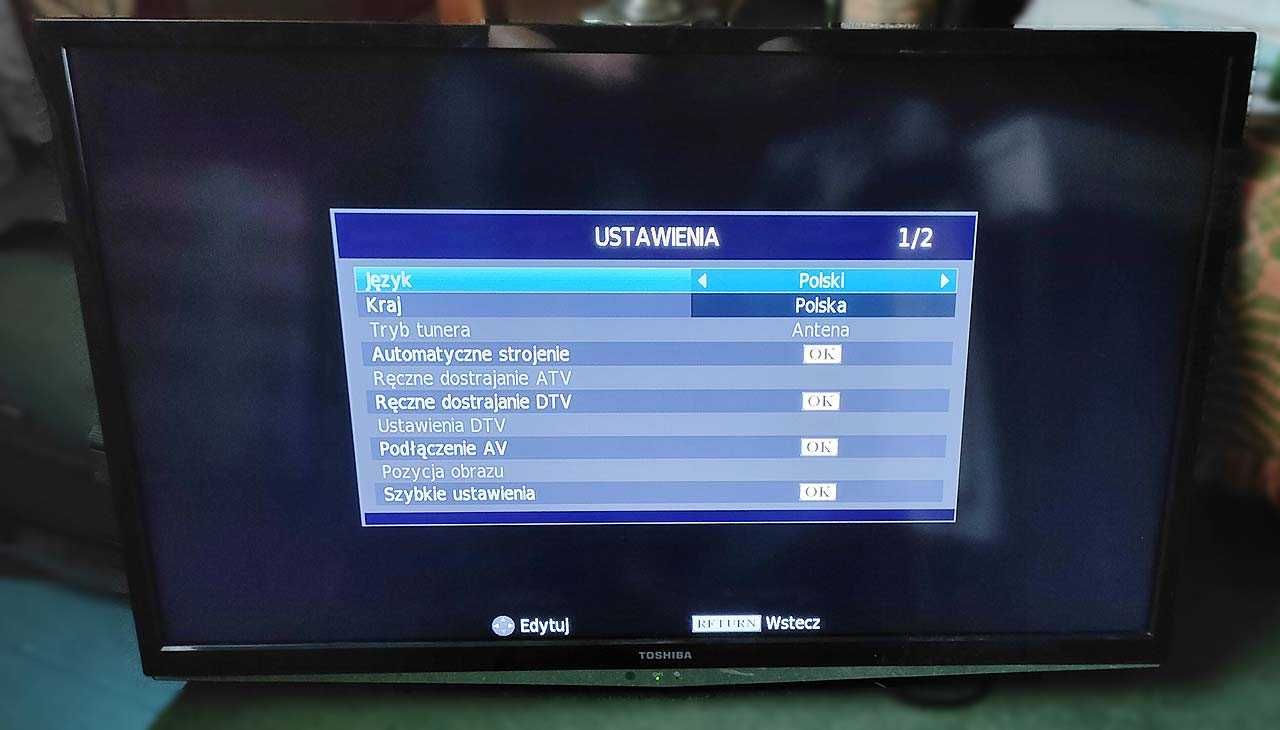 USTAWIENIA 1/2
Język Polski
Kraj Polska
Tryb tunera Antena
Automatyczne strojenie OK
Ręczne dostrajanie ATV
Ręczne dostrajanie DTV OK
Ustawienia DTV
Podłączenie AV OK
Pozycja obrazu
Szybkie ustawienia OK
Edytuj RETURN Wstecz
TOSHIBA